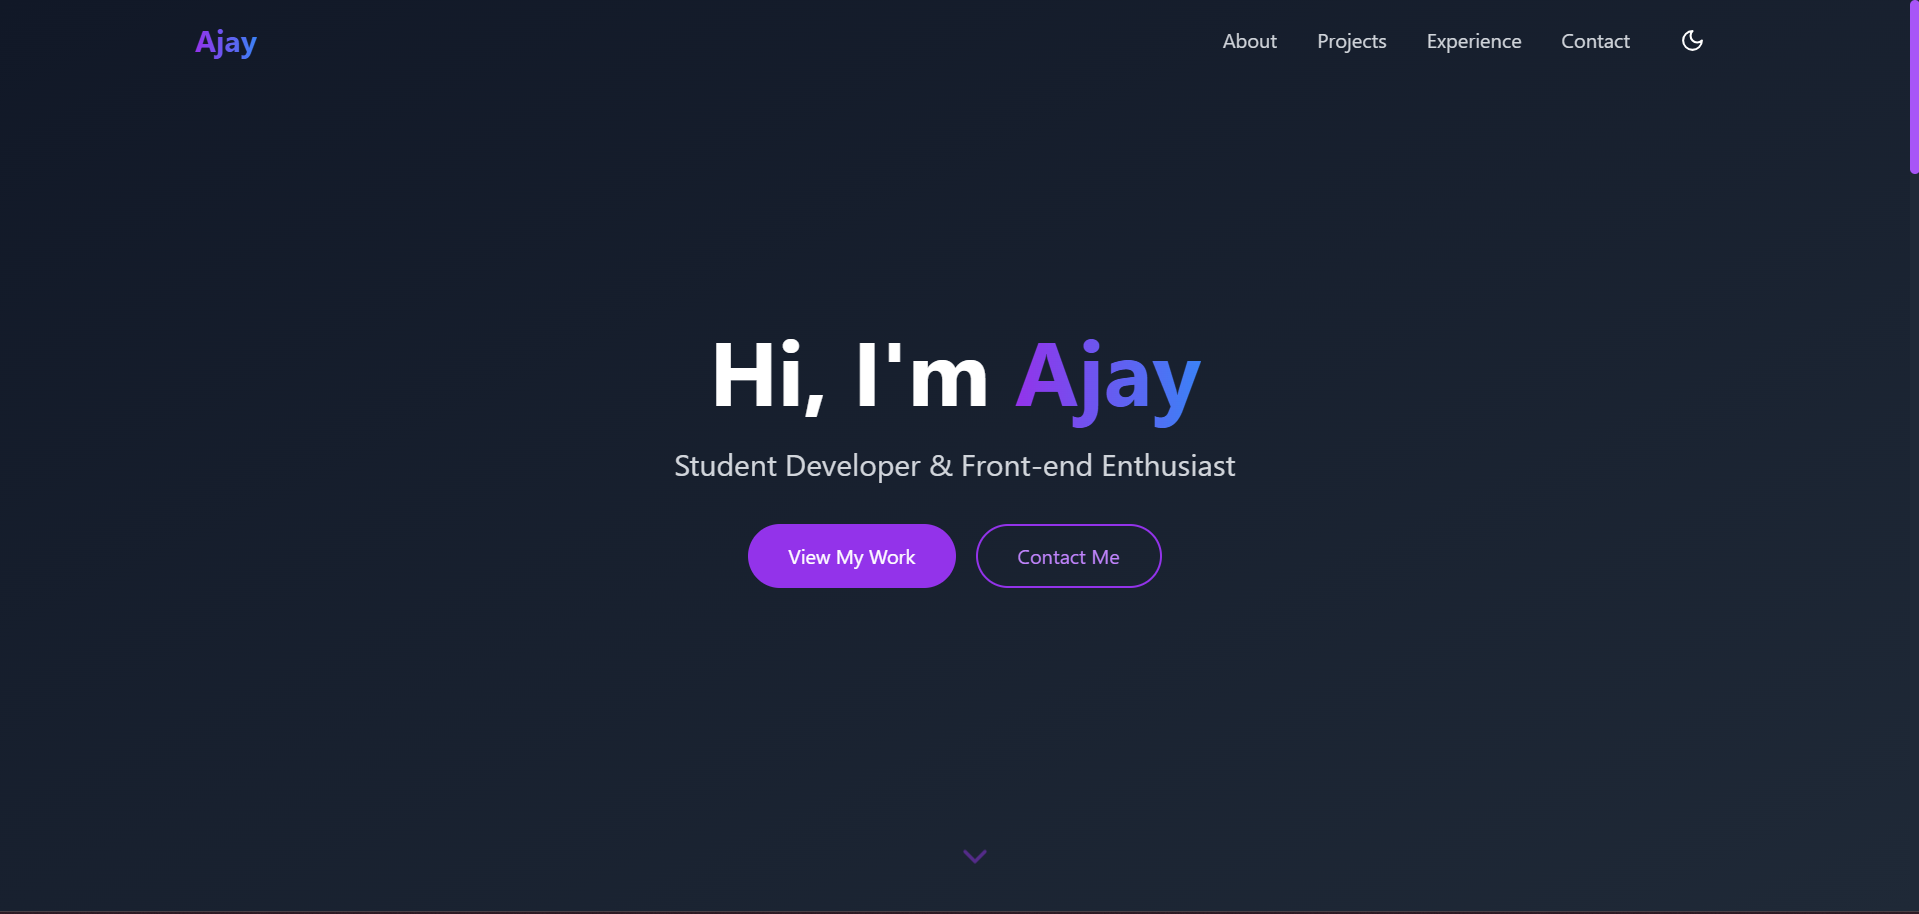 Ajay
About Projects Experience Contact
Hi, I'm Ajay
Student Developer & Front-end Enthusiast
View My Work Contact Me